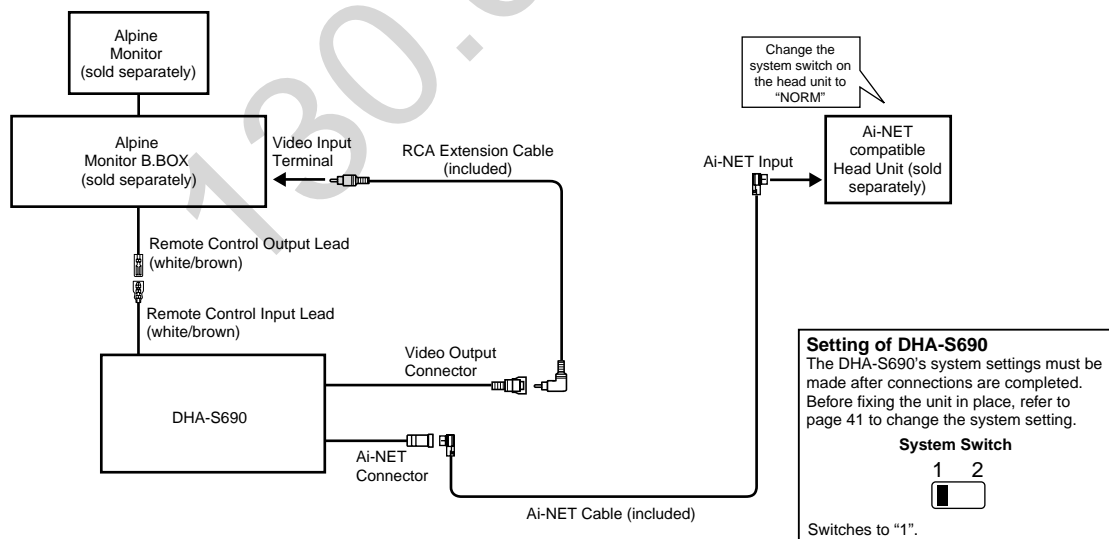 Alpine
Monitor
(sold separately)
Alpine
Monitor B.BOX
(sold separately)
Video Input
Terminal
RCA Extension Cable
(included)
Change the
system switch on
the head unit to
“NORM”
Ai-NET Input
Ai-NET
compatible
Head Unit (sold
separately)
Remote Control Output Lead
(white/brown)
Remote Control Input Lead
(white/brown)
DHA-S690
Video Output
Connector
Ai-NET
Connector
Ai-NET Cable (included)
Setting of DHA-S690
The DHA-S690’s system settings must be
made after connections are completed.
Before fixing the unit in place, refer to
page 41 to change the system setting.
System Switch
1 2
Switches to “1”.